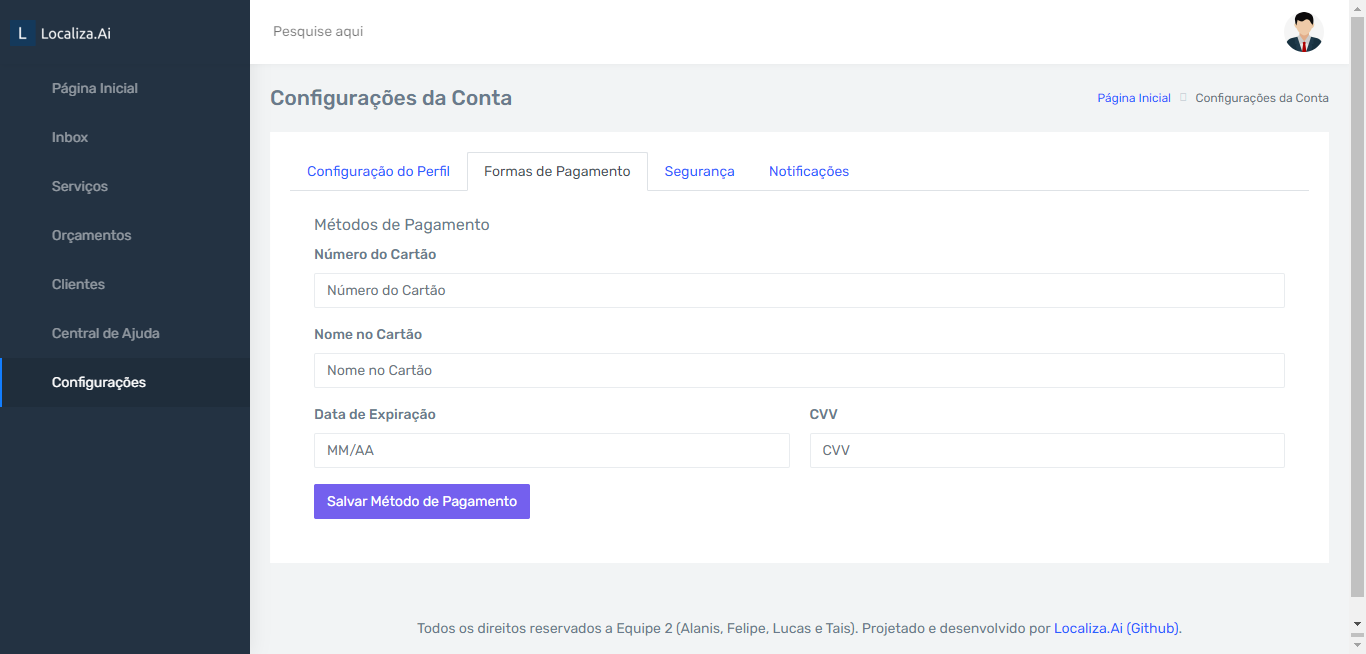 L Localiza.Ai
Pesquise aqui
Página Inicial
Inbox
Serviços
Orçamentos
Clientes
Central de Ajuda
Configurações
Configurações da Conta
Página Inicial Configurações da Conta
Configuração do Perfil Formas de Pagamento Segurança Notificações
Métodos de Pagamento
Número do Cartão
Número do Cartão
Nome no Cartão
Nome no Cartão
Data de Expiração CVV
MM/AA CVV
Salvar Método de Pagamento
Todos os direitos reservados a Equipe 2 (Alanis, Felipe, Lucas e Tais). Projetado e desenvolvido por Localiza.Ai (Github).